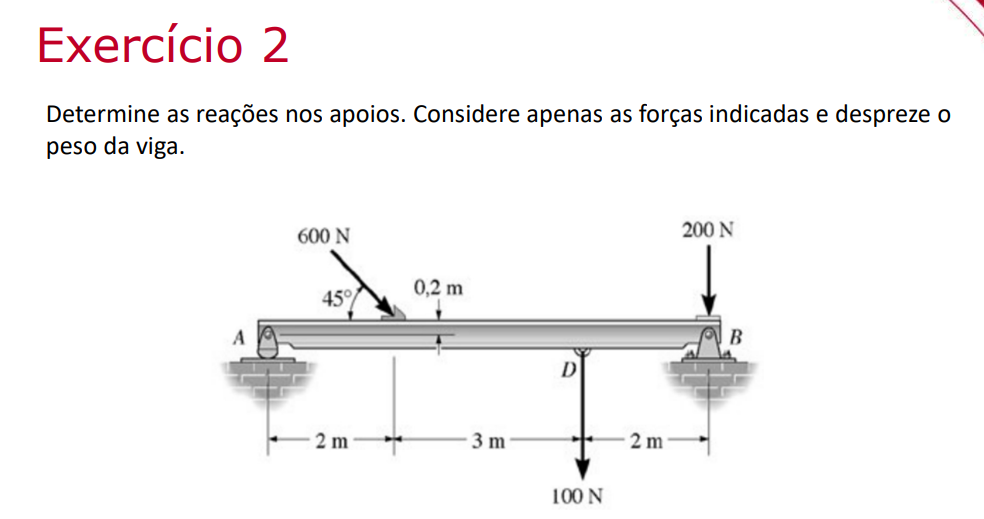 Exercício 2
Determine as reações nos apoios. Considere apenas as forças indicadas e despreze o
peso da viga.
600 N
200 N
45°
0,2 m
A
B
D
2 m
3 m
2 m
100 N